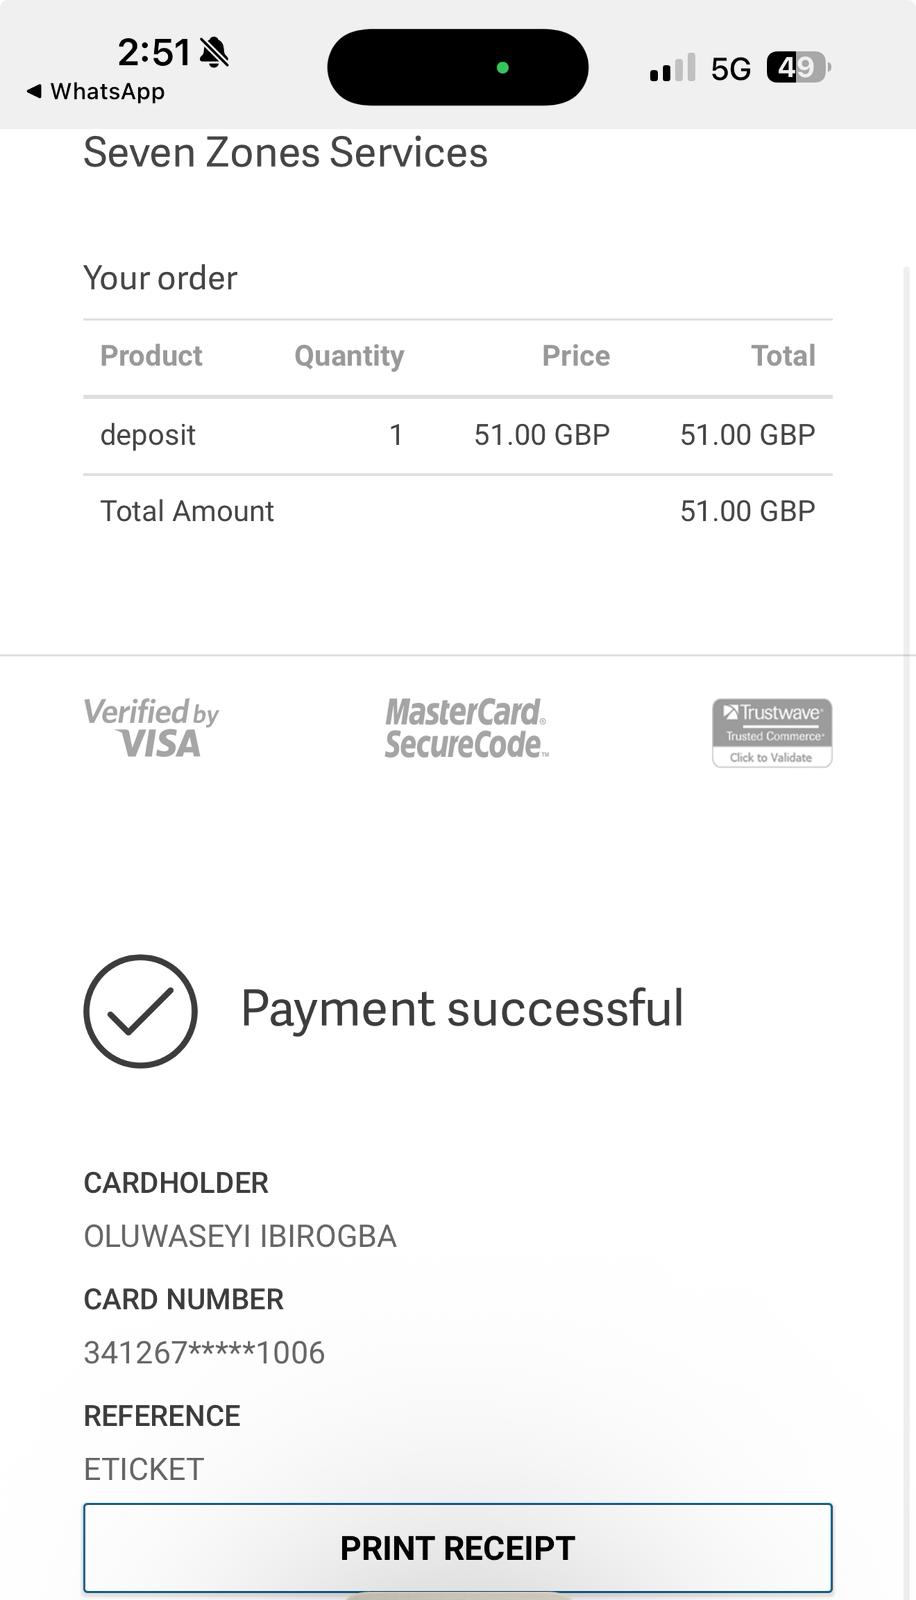 2:51
◀ WhatsApp
5G
49
Seven Zones Services
Your order
Product Quantity Price Total
deposit 1 51.00 GBP 51.00 GBP
Total Amount 51.00 GBP
Verified by
VISA
MasterCard®
SecureCode™
Trustwave®
Trusted Commerce®
Click to Validate
Payment successful
CARDHOLDER
OLUWASEYI IBIROGBA
CARD NUMBER
341267*****1006
REFERENCE
ETICKET
PRINT RECEIPT